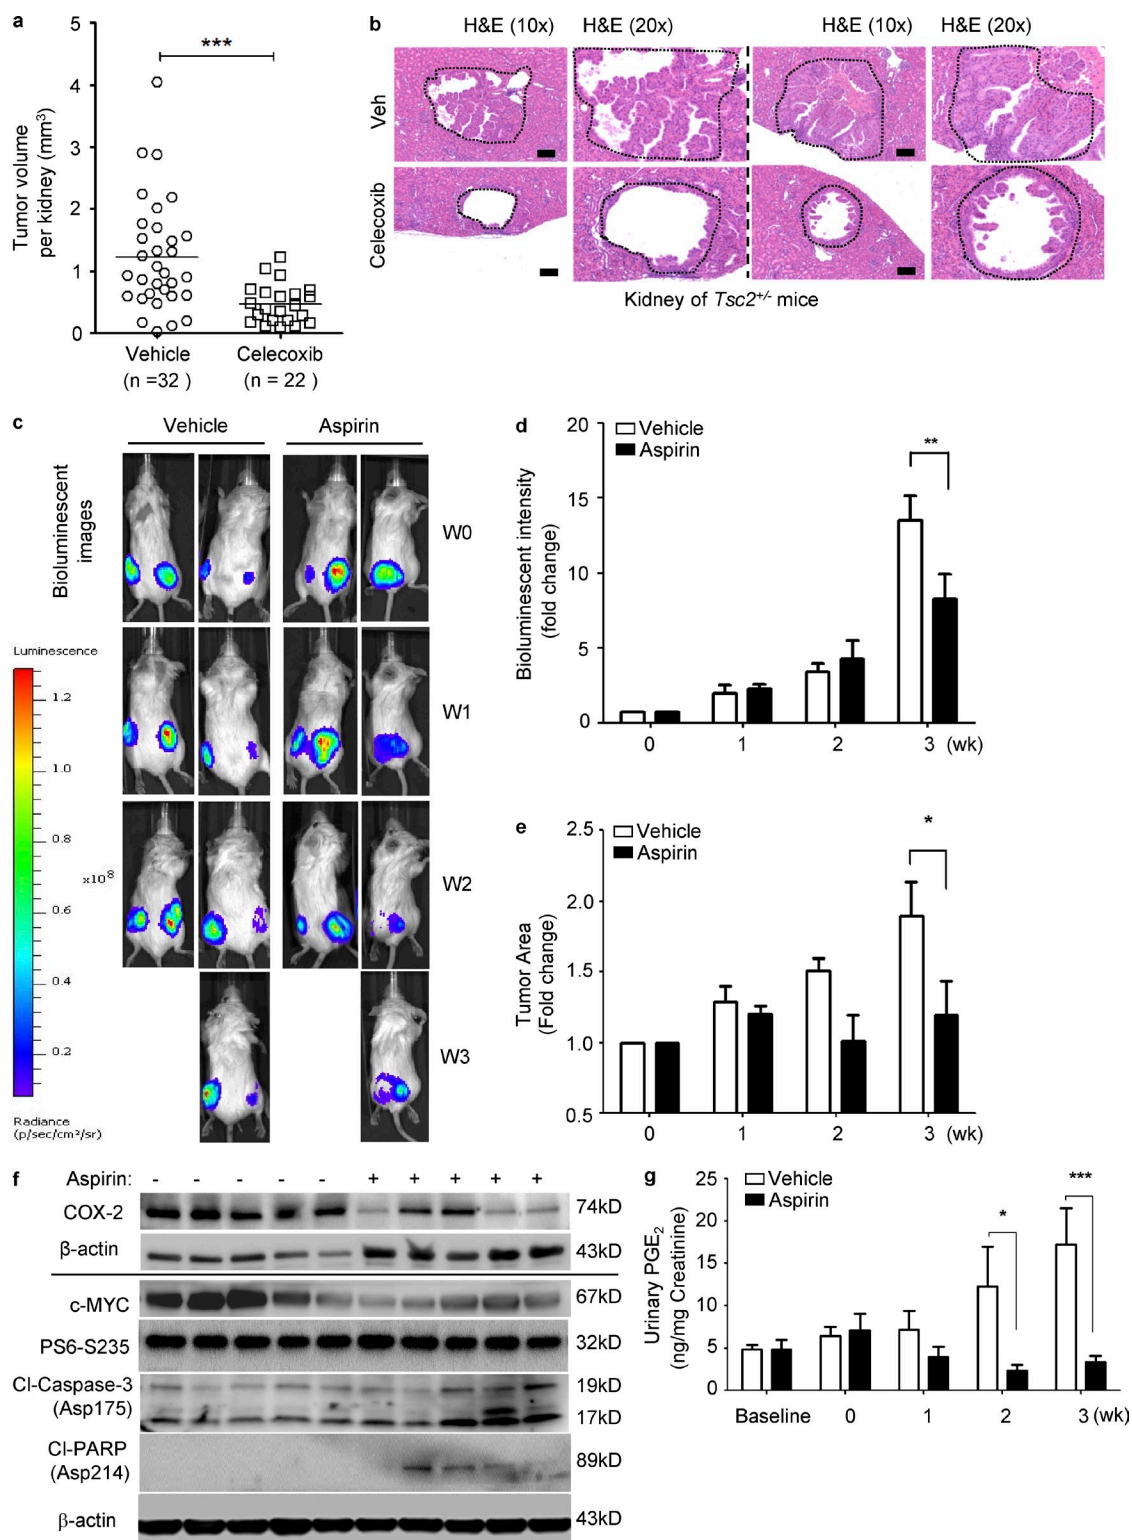 a
5
4
3
2
1
0
Tumor volume
per kidney (mm3)
***
Vehicle
(n =32 )
Celecoxib
(n = 22 )
b
H&E (10x)
H&E (20x)
H&E (10x)
H&E (20x)
Veh
Celecoxib
Kidney of Tsc2+/- mice
c
Vehicle
Aspirin
Bioluminescent
images
W0
W1
W2
W3
Luminescence
1.2
1.0
0.8
x10⁸
0.6
0.4
0.2
Radiance
(p/sec/cm²/sr)
d
Vehicle
Aspirin
**
20
15
10
5
0
Bioluminescent intensity
(fold change)
0 1 2 3 (wk)
e
Vehicle
Aspirin
*
2.5
2.0
1.5
1.0
0.5
Tumor Area
(Fold change)
0 1 2 3 (wk)
f
Aspirin: - - - - - + + + + +
COX-2 74kD
β-actin 43kD
c-MYC 67kD
PS6-S235 32kD
Cl-Caspase-3 19kD
(Asp175) 17kD
Cl-PARP
(Asp214) 89kD
β-actin 43kD
g
Vehicle
Aspirin
*
***
25
20
15
10
5
0
Urinary PGE₂
(ng/mg Creatinine)
Baseline 0 1 2 3 (wk)